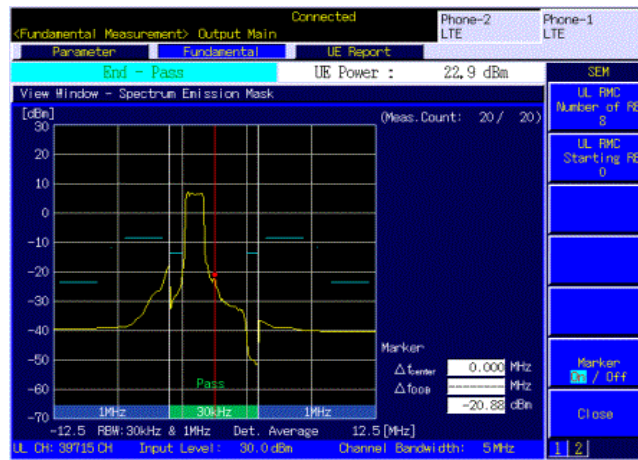 Connected
<Fundamental Measurement> Output Main
Phone-2
LTE
Phone-1
LTE
Parameter
Fundamental
UE Report
End - Pass
UE Power :
22.9 dBm
SEM
View Window - Spectrum Emission Mask
UL RMC
Number of RB
8
[dBm]
(Meas.Count: 20/ 20)
UL RMC
Starting RB
0
30
20
10
0
-10
-20
-30
-40
-50
-60
-70
Pass
1MHz
30kHz
1MHz
Marker
Δfcenter
0.000 MHz
ΔfOOB
-------- MHz
-20.88 dBm
Marker
On / Off
Close
-12.5 RBW:30kHz & 1MHz Det. Average 12.5[MHz]
UL CH: 39715CH Input Level: 30.0dBm Channel Bandwidth: 5MHz
1 2